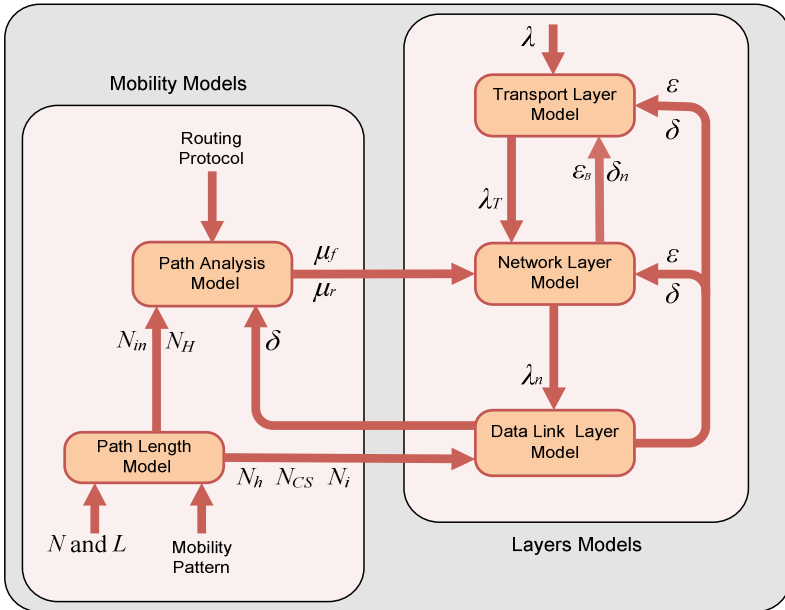 Mobility Models
Routing
Protocol
Path Analysis
Model
μf
μr
Nin NH
δ
Path Length
Model
Nh NCS Ni
N and L
Mobility
Pattern
λ
Transport Layer
Model
ε
δ
λT
εB δn
Network Layer
Model
ε
δ
λn
Data Link Layer
Model
Layers Models